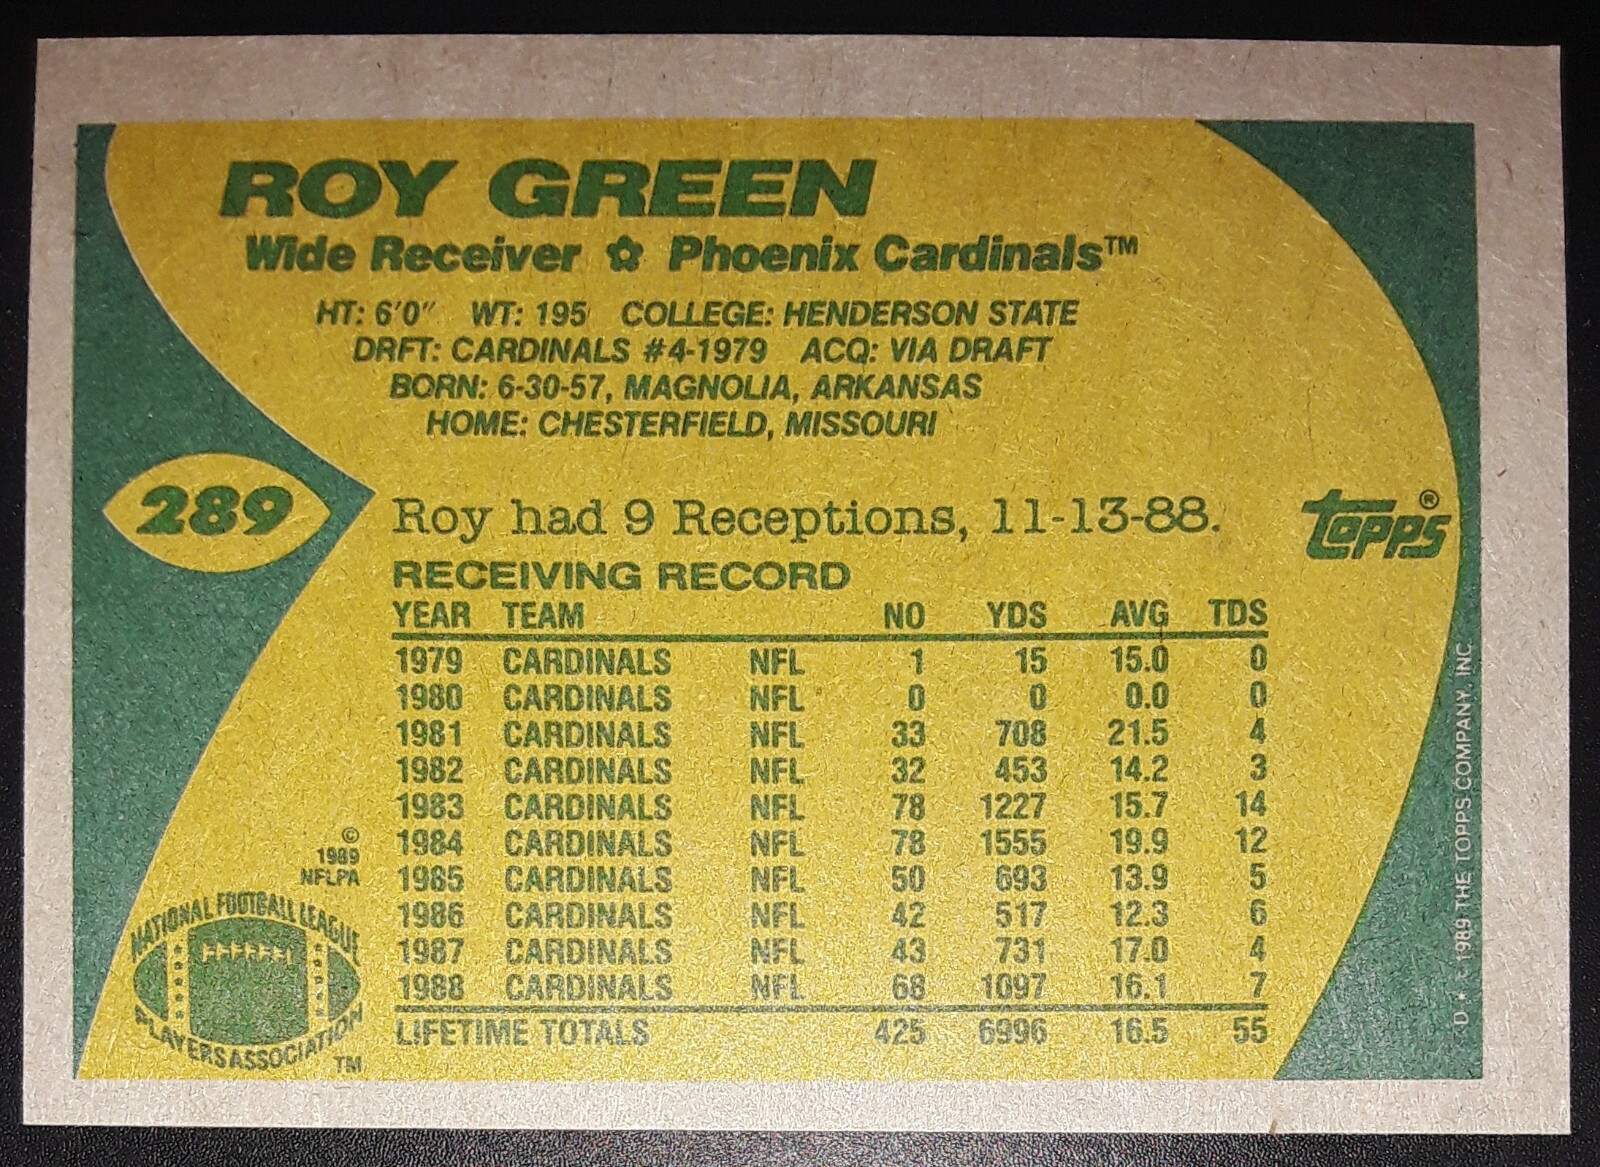 ROY GREEN
Wide Receiver ✿ Phoenix Cardinals™
HT: 6'0" WT: 195 COLLEGE: HENDERSON STATE
DRFT: CARDINALS #4-1979 ACQ: VIA DRAFT
BORN: 6-30-57, MAGNOLIA, ARKANSAS
HOME: CHESTERFIELD, MISSOURI
289
Roy had 9 Receptions, 11-13-88.
TOPPS®
RECEIVING RECORD
YEAR TEAM NO YDS AVG TDS
1979 CARDINALS NFL 1 15 15.0 0
1980 CARDINALS NFL 0 0 0.0 0
1981 CARDINALS NFL 33 708 21.5 4
1982 CARDINALS NFL 32 453 14.2 3
1983 CARDINALS NFL 78 1227 15.7 14
1984 CARDINALS NFL 78 1555 19.9 12
1985 CARDINALS NFL 50 693 13.9 5
1986 CARDINALS NFL 42 517 12.3 6
1987 CARDINALS NFL 43 731 17.0 4
1988 CARDINALS NFL 68 1097 16.1 7
LIFETIME TOTALS 425 6996 16.5 55
©
1989
NFLPA
NATIONAL FOOTBALL LEAGUE
PLAYERS ASSOCIATION
™
D* * © 1989 THE TOPPS COMPANY, INC.